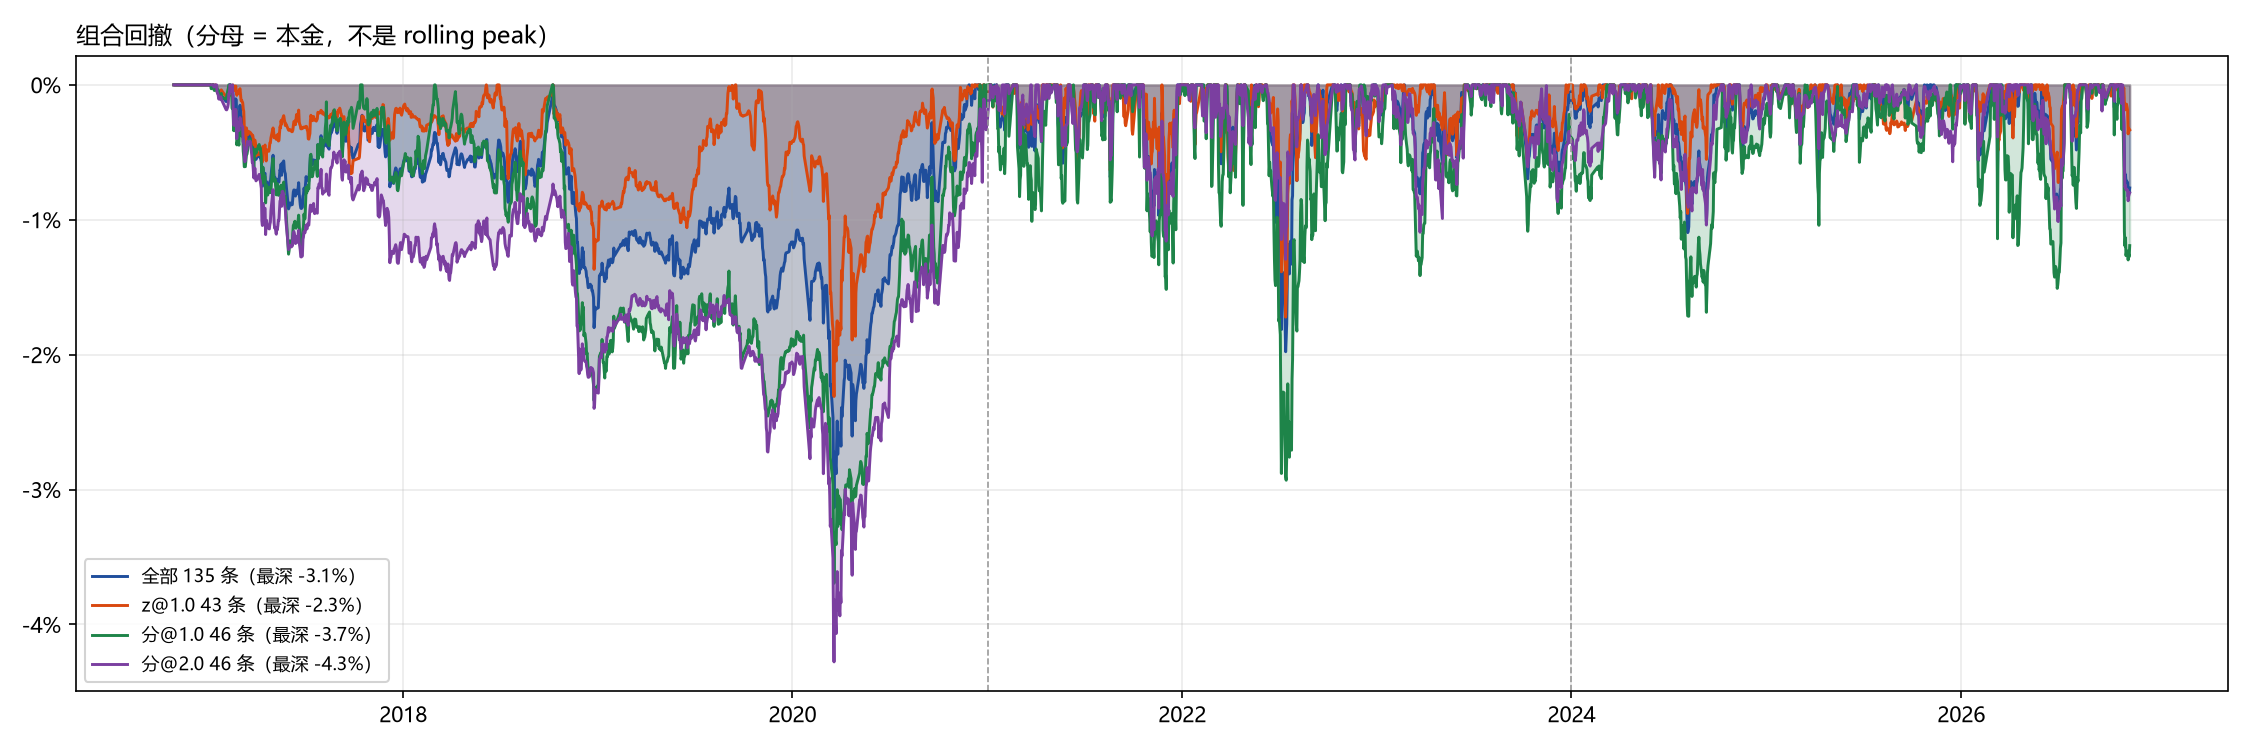 组合回撤（分母 = 本金，不是 rolling peak）
0%
-1%
-2%
-3%
-4%
全部 135 条（最深 -3.1%）
z@1.0 43 条（最深 -2.3%）
分@1.0 46 条（最深 -3.7%）
分@2.0 46 条（最深 -4.3%）
2018
2020
2022
2024
2026